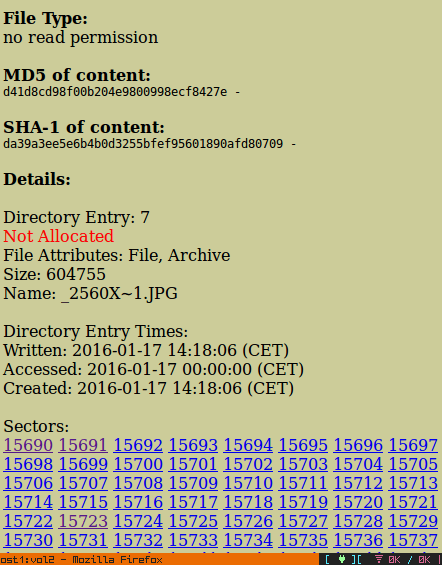 File Type:
no read permission
MD5 of content:
d41d8cd98f00b204e9800998ecf8427e -
SHA-1 of content:
da39a3ee5e6b4b0d3255bfef95601890afd80709 -
Details:
Directory Entry: 7
Not Allocated
File Attributes: File, Archive
Size: 604755
Name: _2560X~1.JPG
Directory Entry Times:
Written: 2016-01-17 14:18:06 (CET)
Accessed: 2016-01-17 00:00:00 (CET)
Created: 2016-01-17 14:18:06 (CET)
Sectors:
15690 15691 15692 15693 15694 15695 15696 15697
15698 15699 15700 15701 15702 15703 15704 15705
15706 15707 15708 15709 15710 15711 15712 15713
15714 15715 15716 15717 15718 15719 15720 15721
15722 15723 15724 15725 15726 15727 15728 15729
15730 15731 15732 15733 15734 15735 15736 15737
ost1:vol2 - Mozilla Firefox [ ][ 0K / 0K |